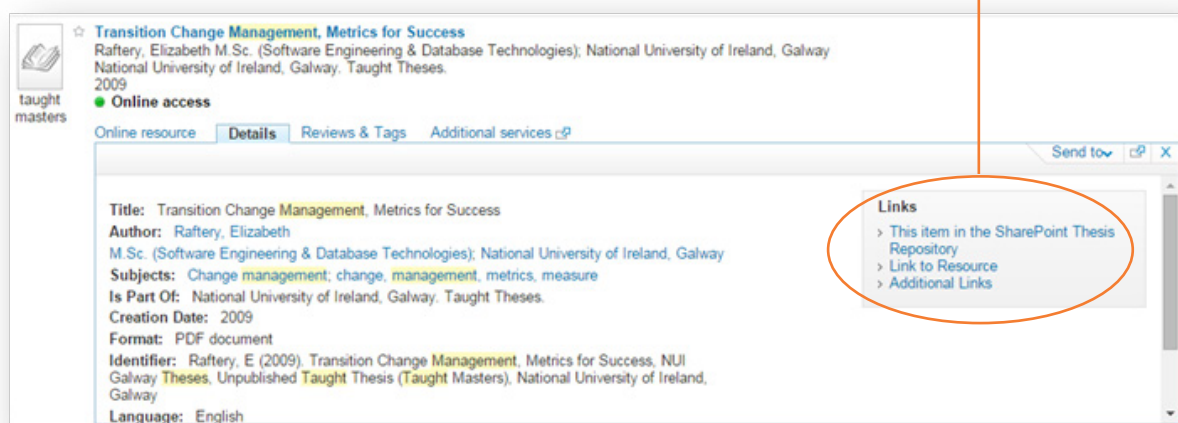 Transition Change Management, Metrics for Success
Raftery, Elizabeth M.Sc. (Software Engineering & Database Technologies); National University of Ireland, Galway
National University of Ireland, Galway. Taught Theses.
2009
Online access
taught
masters
Online resource Details Reviews & Tags Additional services
Send to
X
Title: Transition Change Management, Metrics for Success
Author: Raftery, Elizabeth
M.Sc. (Software Engineering & Database Technologies); National University of Ireland, Galway
Subjects: Change management; change, management, metrics, measure
Is Part Of: National University of Ireland, Galway. Taught Theses.
Creation Date: 2009
Format: PDF document
Identifier: Raftery, E (2009). Transition Change Management, Metrics for Success, NUI
Galway Theses, Unpublished Taught Thesis (Taught Masters), National University of Ireland,
Galway
Language: English
Links
> This item in the SharePoint Thesis
Repository
> Link to Resource
> Additional Links